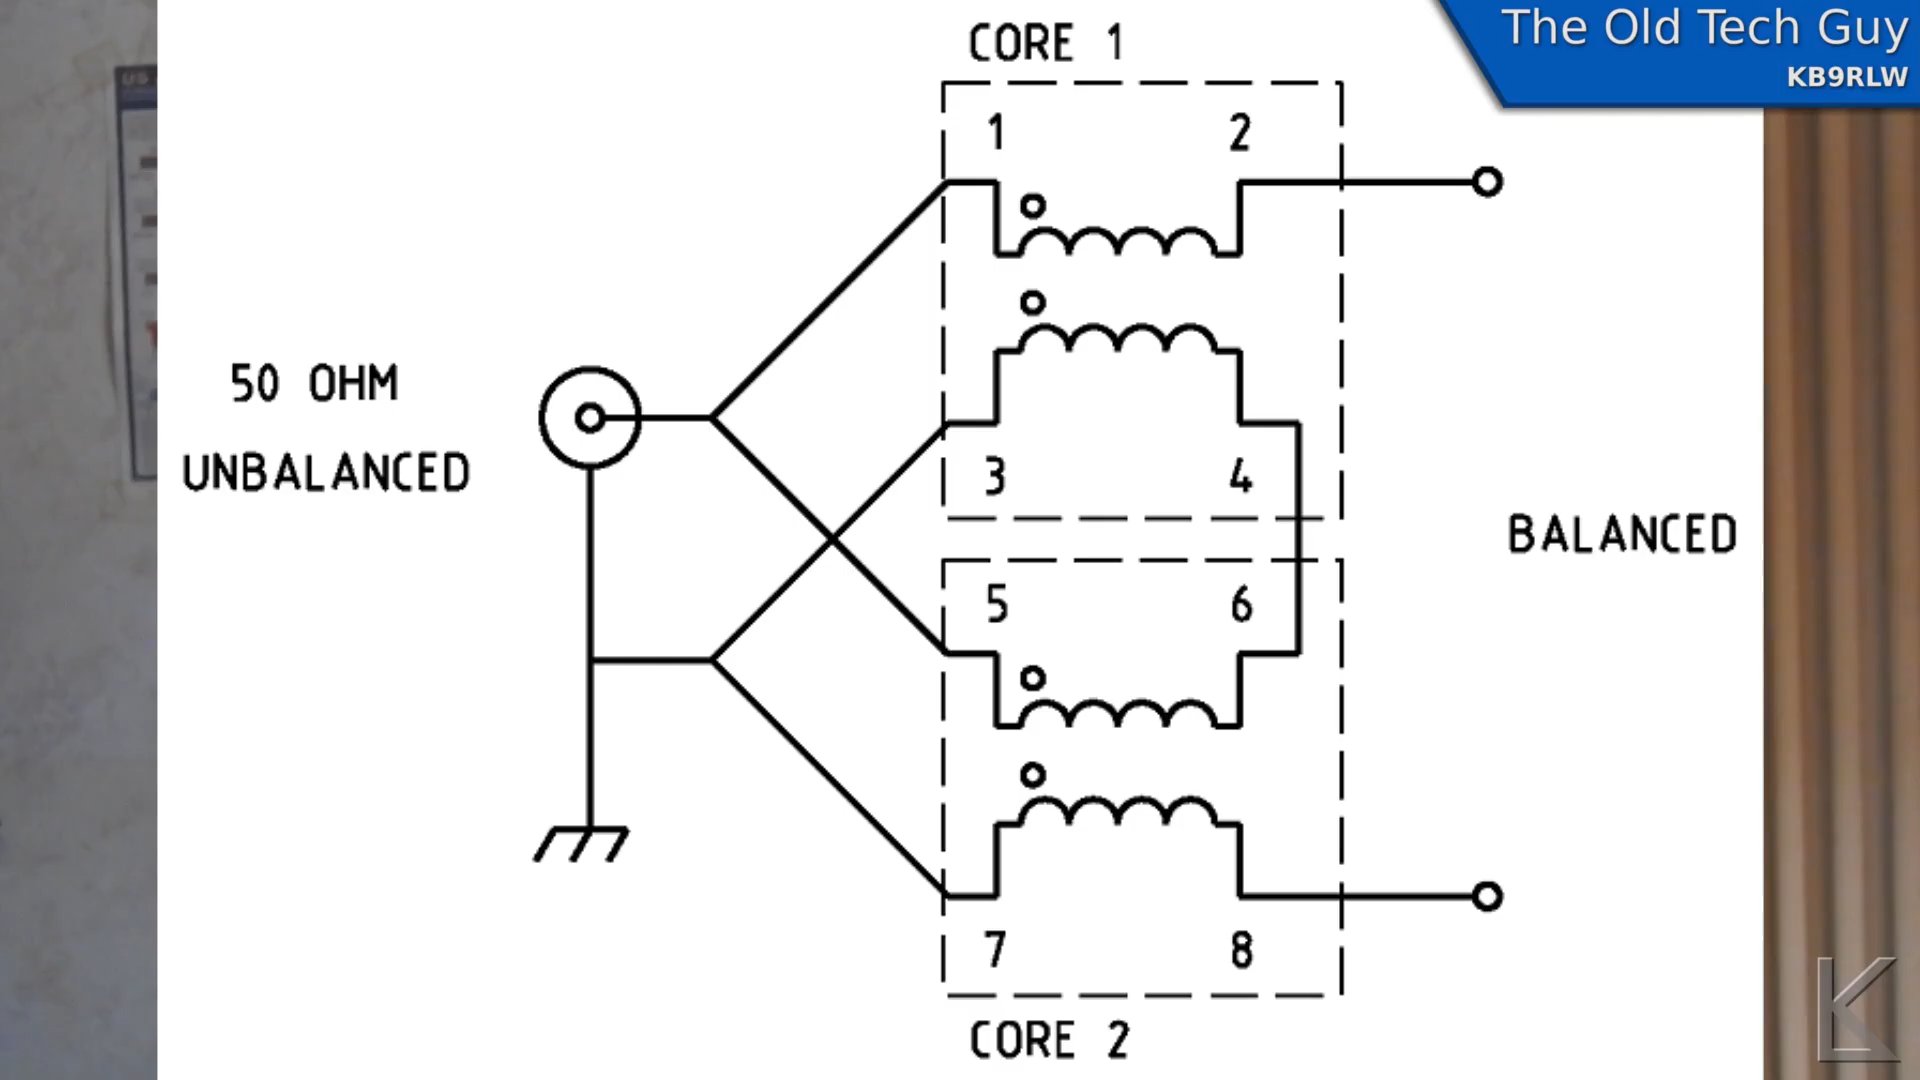 The Old Tech Guy
KB9RLW
CORE 1
1 2
50 OHM
UNBALANCED
3 4
BALANCED
5 6
7 8
CORE 2
US
K